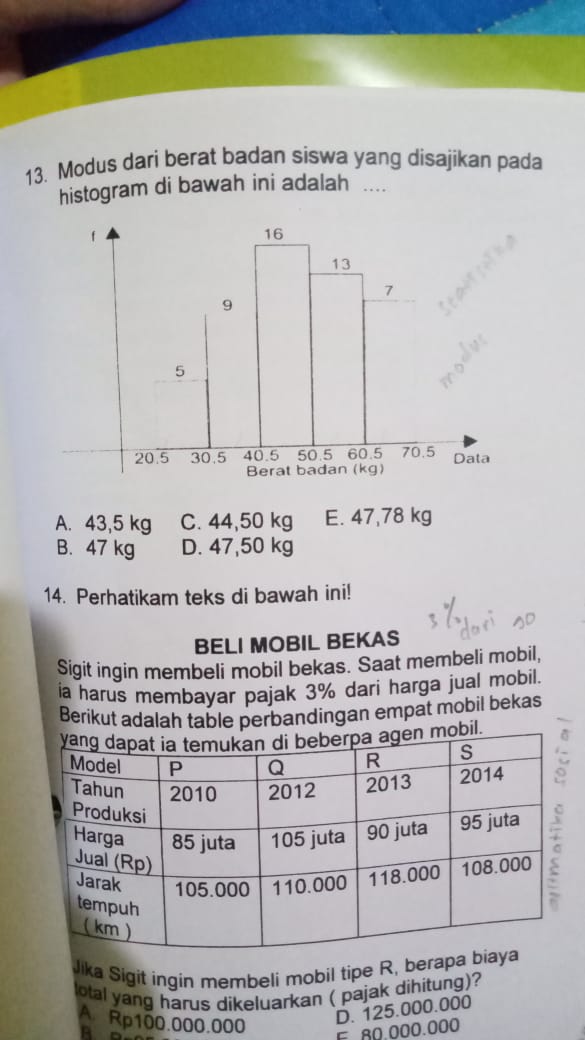 13. Modus dari berat badan siswa yang disajikan pada
histogram di bawah ini adalah ....
f
16
13
7
9
5
20.5 30.5 40.5 50.5 60.5 70.5 Data
Berat badan (kg)
statistika
modus
A. 43,5 kg C. 44,50 kg E. 47,78 kg
B. 47 kg D. 47,50 kg
14. Perhatikam teks di bawah ini!
3% dari 90
BELI MOBIL BEKAS
Sigit ingin membeli mobil bekas. Saat membeli mobil,
ia harus membayar pajak 3% dari harga jual mobil.
Berikut adalah table perbandingan empat mobil bekas
yang dapat ia temukan di beberpa agen mobil.
Model P Q R S
Tahun Produksi 2010 2012 2013 2014
Harga Jual (Rp) 85 juta 105 juta 90 juta 95 juta
Jarak tempuh (km) 105.000 110.000 118.000 108.000
sosial
Jika Sigit ingin membeli mobil tipe R, berapa biaya
total yang harus dikeluarkan ( pajak dihitung)?
A. Rp100.000.000 D. 125.000.000
E 80.000.000